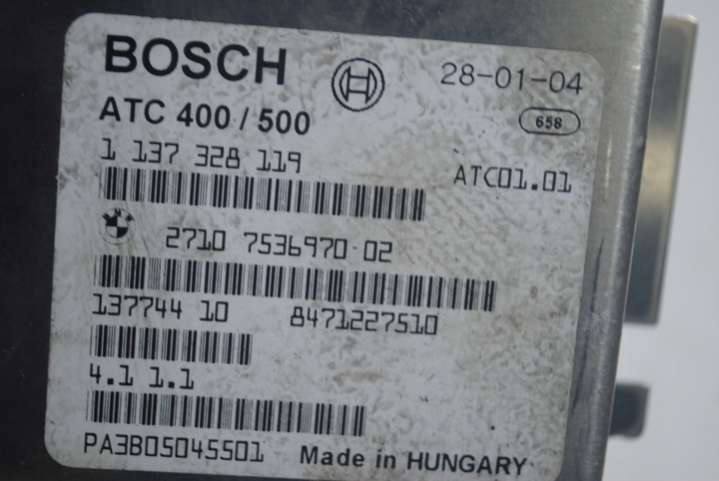 BOSCH 28-01-04
ATC 400 / 500 658
1 137 328 119 ATC01.01
2710 7536970 02
137744 10 8471227510
4.1 1.1
PA3B05045501 Made in HUNGARY